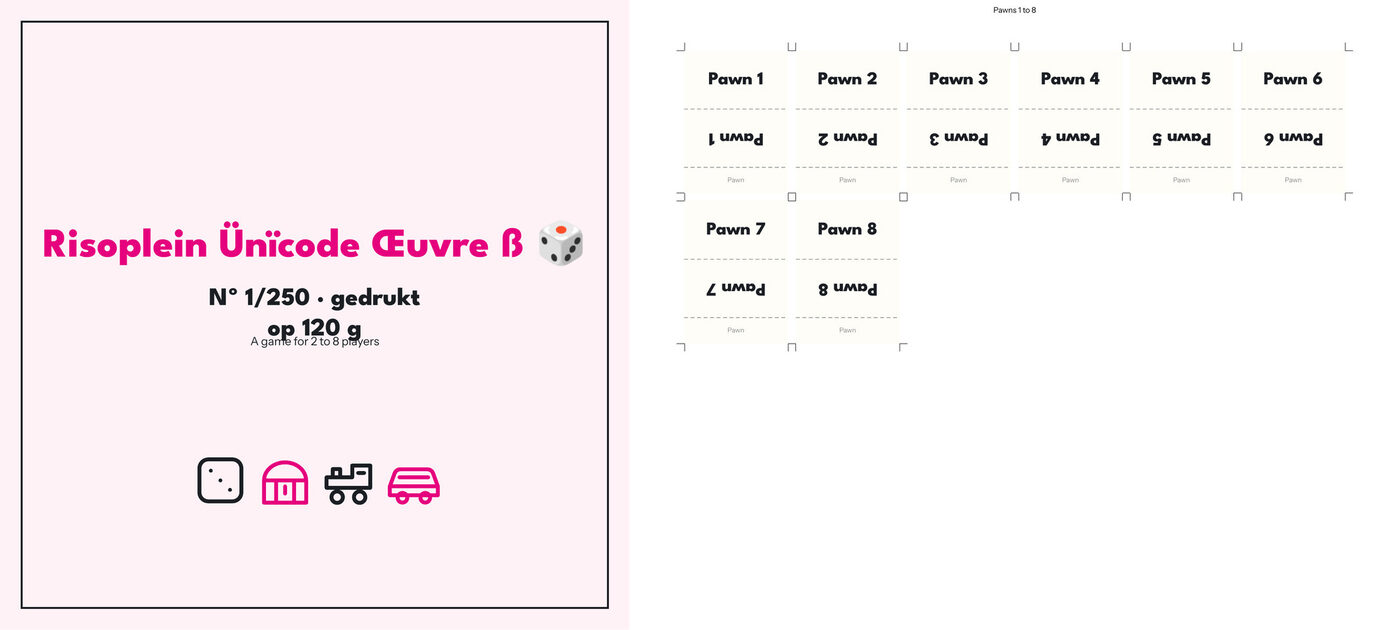 Risoplein Ünïcode Œuvre ß 🎲
N° 1/250 · gedrukt
op 120 g
A game for 2 to 8 players
Pawns 1 to 8
Pawn 1 Pawn 2 Pawn 3 Pawn 4 Pawn 5 Pawn 6
Pawn 1 Pawn 2 Pawn 3 Pawn 4 Pawn 5 Pawn 6
Pawn Pawn Pawn Pawn Pawn Pawn
Pawn 7 Pawn 8
Pawn 7 Pawn 8
Pawn Pawn